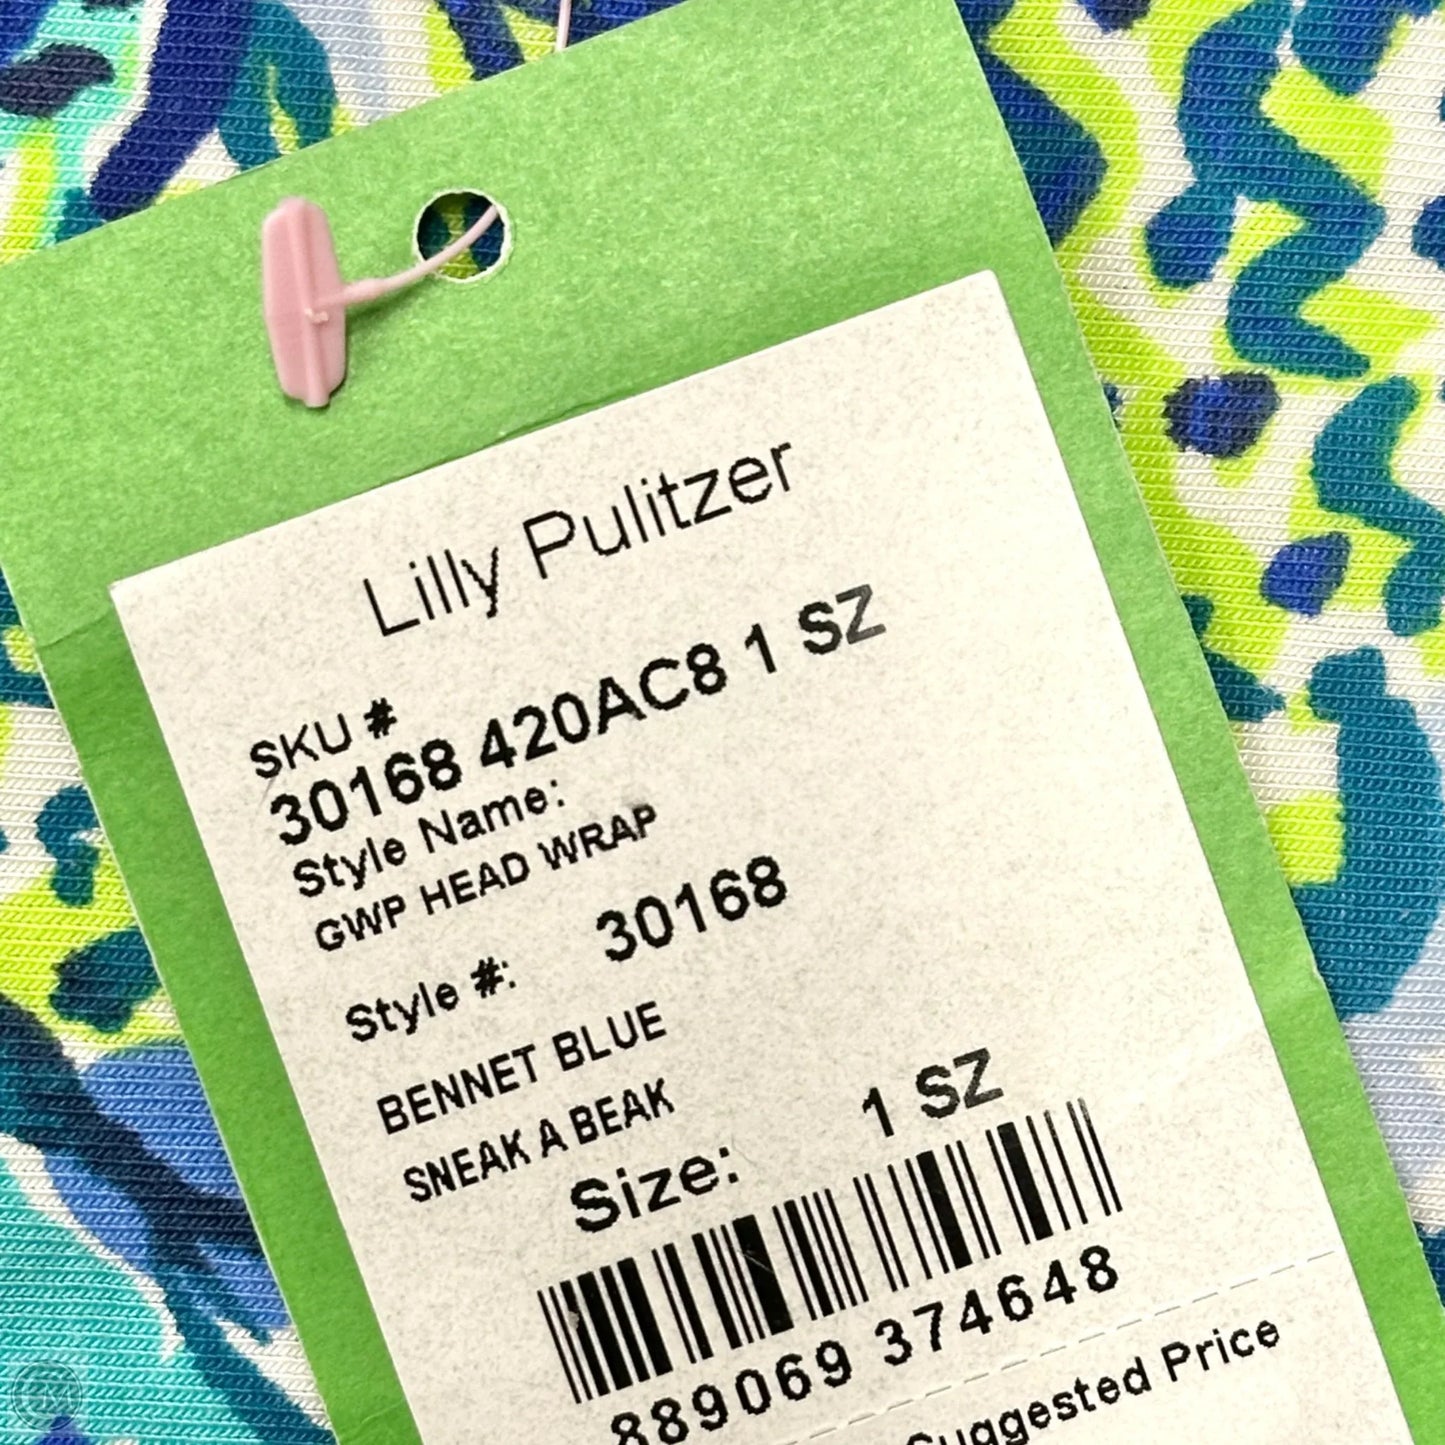 Lilly Pulitzer
SKU #
30168 420AC8 1 SZ
Style Name:
GWP HEAD WRAP
Style #: 30168
BENNET BLUE
SNEAK A BEAK
Size: 1 SZ
889069 374648
Suggested Price